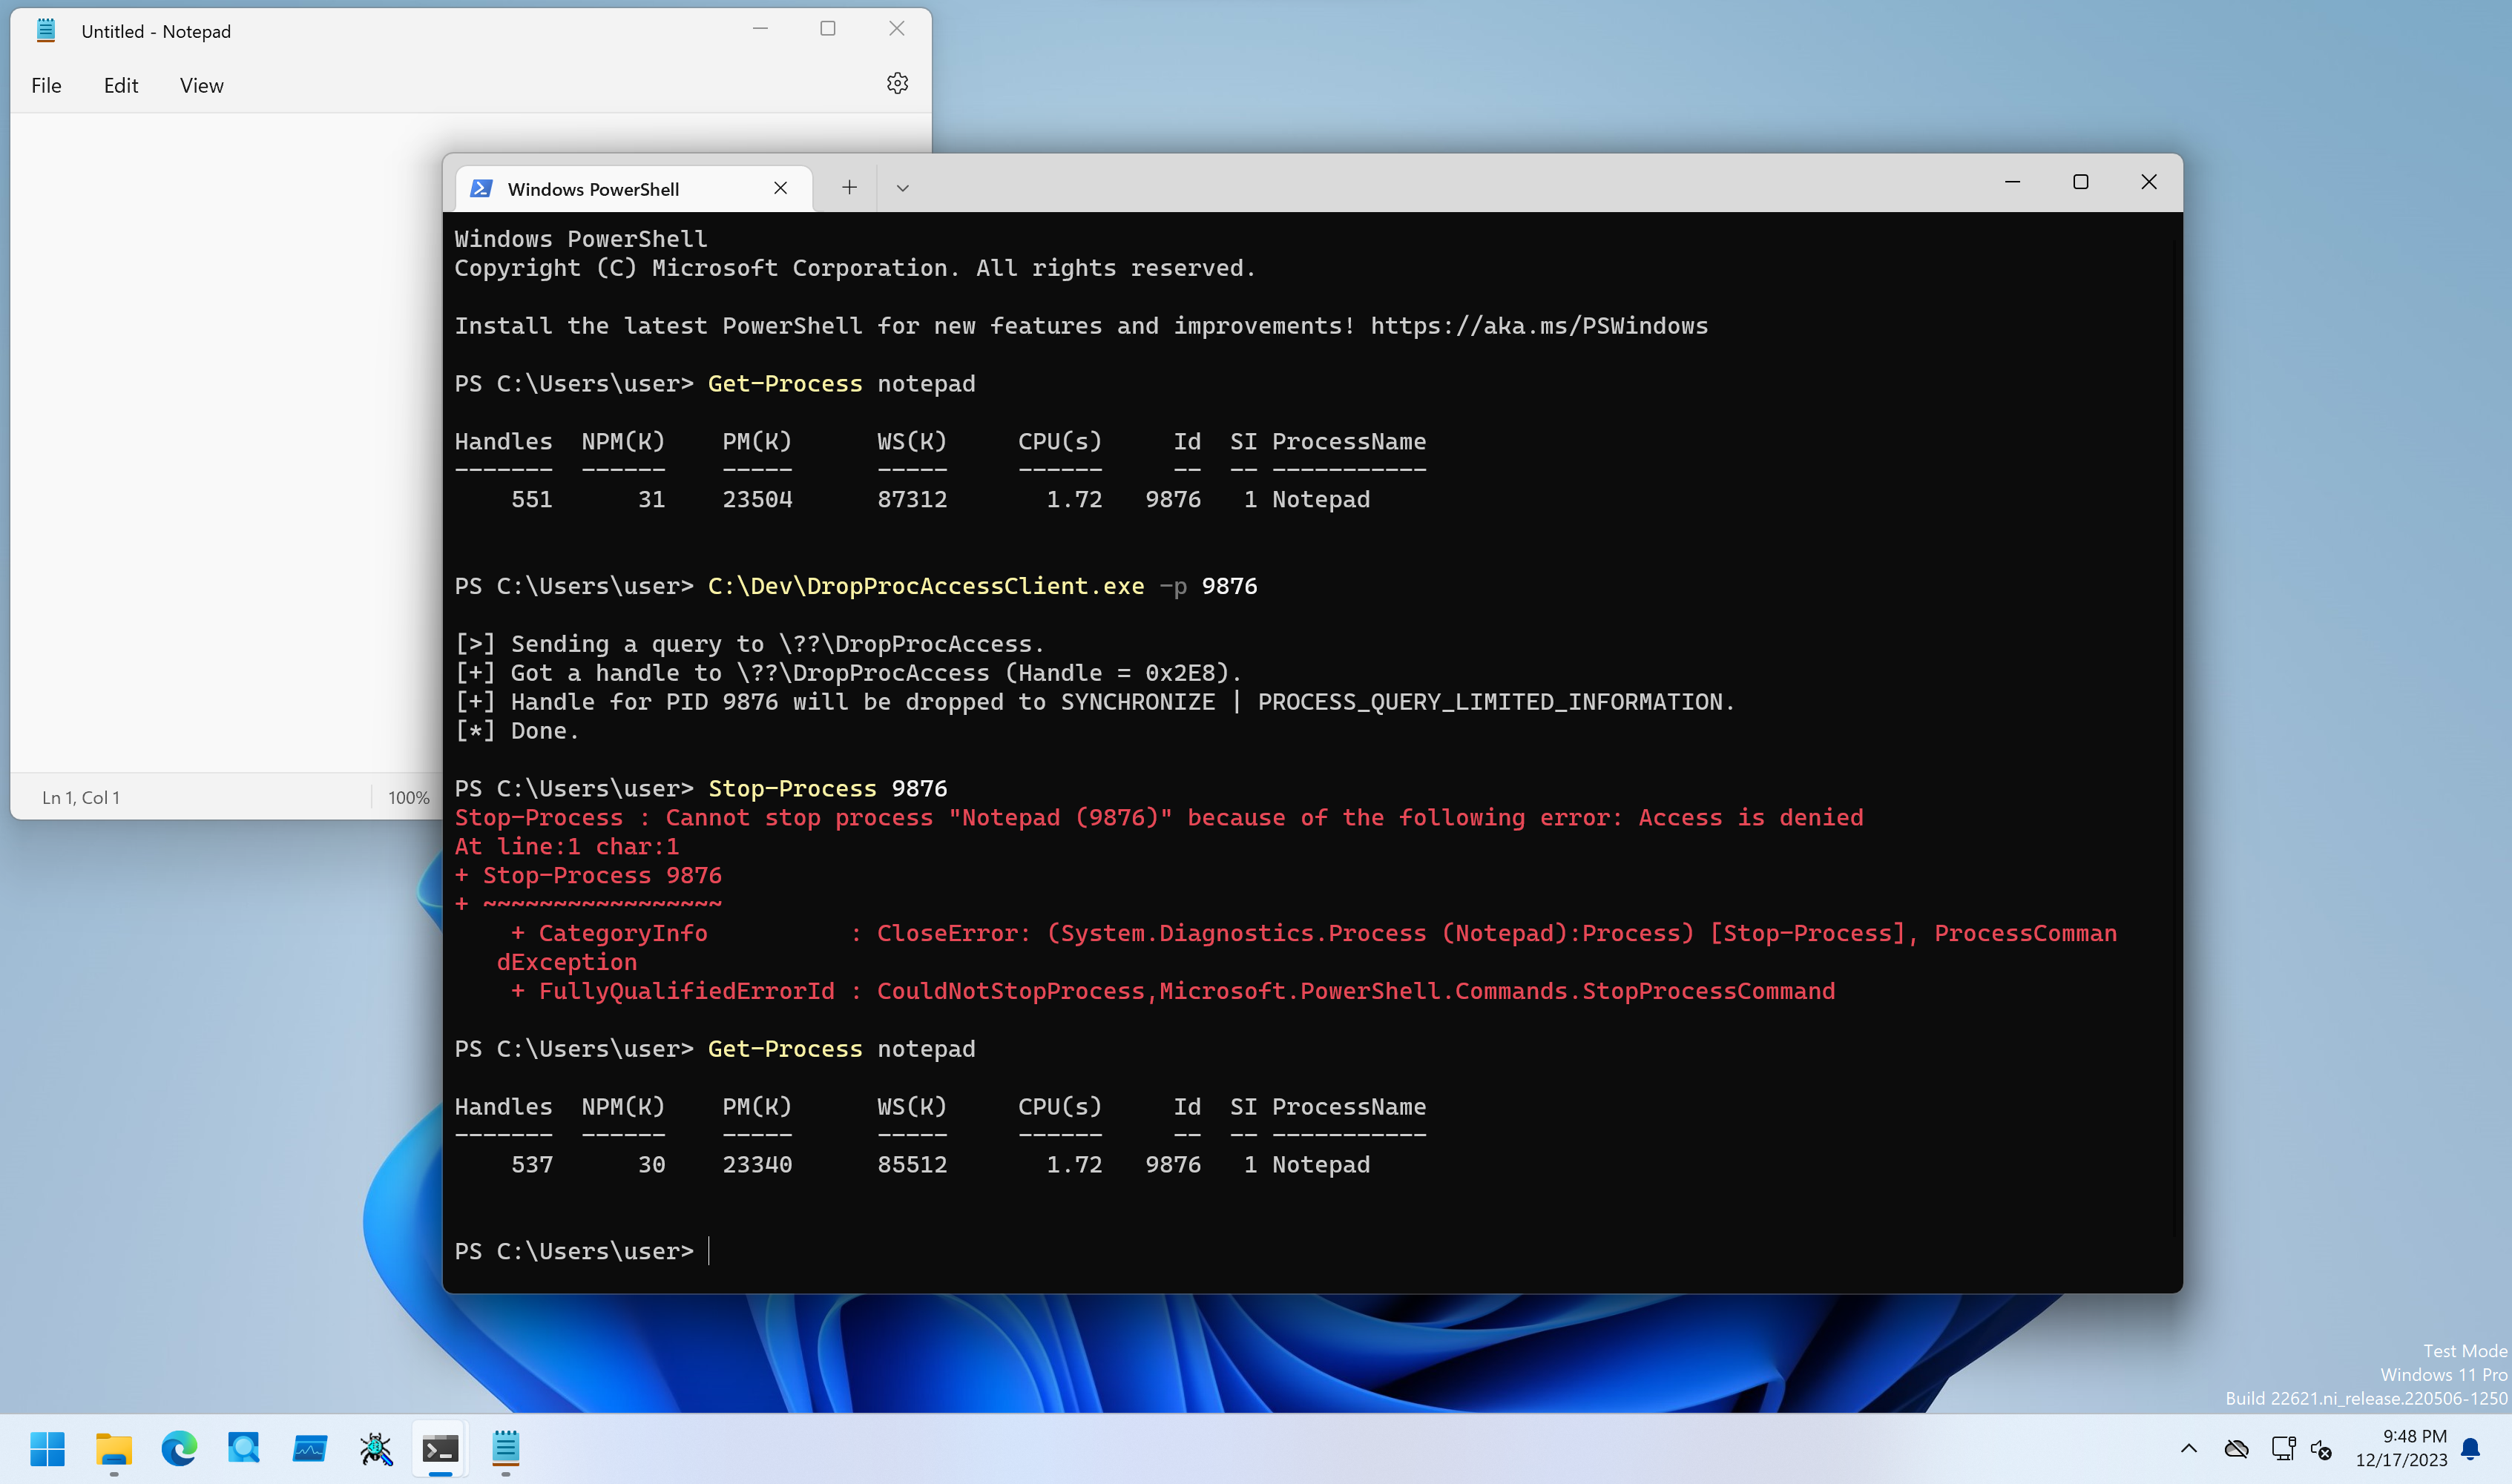 Untitled - Notepad
File Edit View
Ln 1, Col 1 100%
Windows PowerShell
Windows PowerShell
Copyright (C) Microsoft Corporation. All rights reserved.
Install the latest PowerShell for new features and improvements! https://aka.ms/PSWindows
PS C:\Users\user> Get-Process notepad
Handles  NPM(K)    PM(K)      WS(K)     CPU(s)     Id  SI ProcessName
-------  ------    -----      -----     ------     --  -- -----------
    551      31    23504      87312       1.72   9876   1 Notepad
PS C:\Users\user> C:\Dev\DropProcAccessClient.exe -p 9876
[>] Sending a query to \??\DropProcAccess.
[+] Got a handle to \??\DropProcAccess (Handle = 0x2E8).
[+] Handle for PID 9876 will be dropped to SYNCHRONIZE | PROCESS_QUERY_LIMITED_INFORMATION.
[*] Done.
PS C:\Users\user> Stop-Process 9876
Stop-Process : Cannot stop process "Notepad (9876)" because of the following error: Access is denied
At line:1 char:1
+ Stop-Process 9876
+ ~~~~~~~~~~~~~~~~~
    + CategoryInfo          : CloseError: (System.Diagnostics.Process (Notepad):Process) [Stop-Process], ProcessComman
   dException
    + FullyQualifiedErrorId : CouldNotStopProcess,Microsoft.PowerShell.Commands.StopProcessCommand
PS C:\Users\user> Get-Process notepad
Handles  NPM(K)    PM(K)      WS(K)     CPU(s)     Id  SI ProcessName
-------  ------    -----      -----     ------     --  -- -----------
    537      30    23340      85512       1.72   9876   1 Notepad
PS C:\Users\user>
Test Mode
Windows 11 Pro
Build 22621.ni_release.220506-1250
9:48 PM
12/17/2023